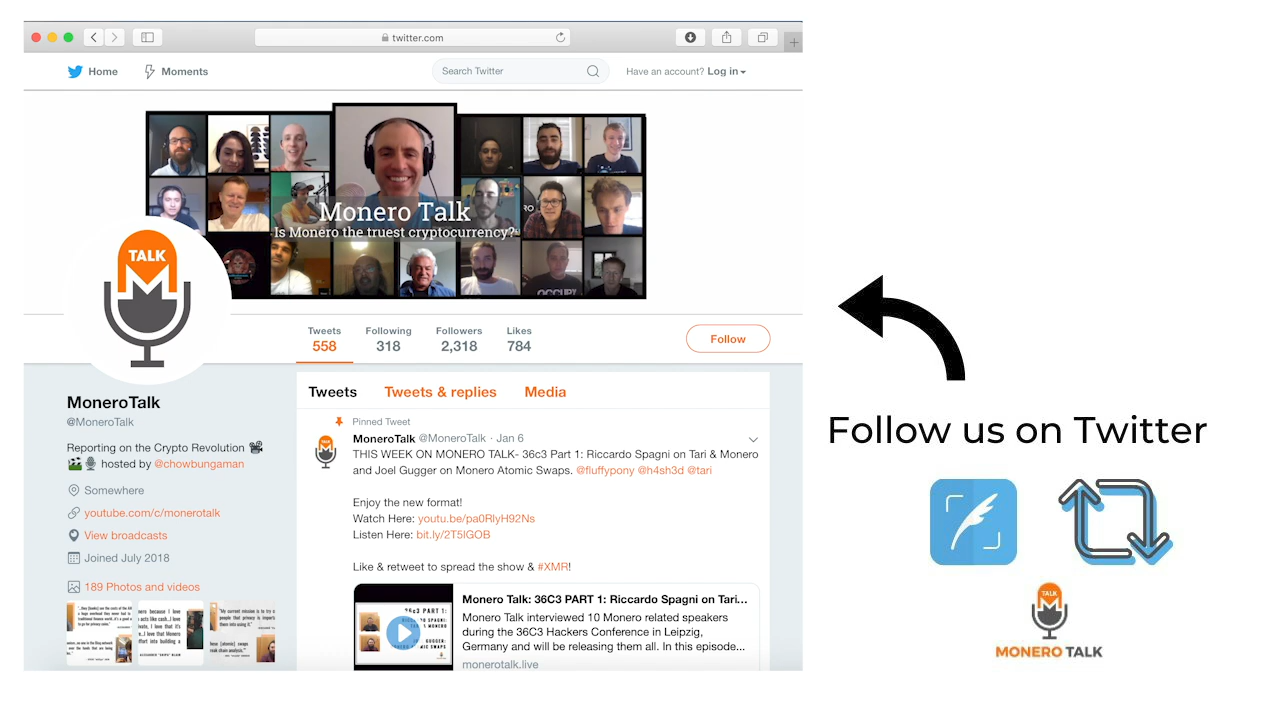 twitter.com
Home
Moments
Search Twitter
Have an account? Log in
Monero Talk
Is Monero the truest cryptocurrency?
TALK
Tweets
558
Following
318
Followers
2,318
Likes
784
Follow
MoneroTalk
@MoneroTalk
Reporting on the Crypto Revolution
hosted by @chowbungaman
Somewhere
youtube.com/c/monerotalk
View broadcasts
Joined July 2018
189 Photos and videos
Tweets
Tweets & replies
Media
Pinned Tweet
MoneroTalk @MoneroTalk · Jan 6
THIS WEEK ON MONERO TALK- 36c3 Part 1: Riccardo Spagni on Tari & Monero
and Joel Gugger on Monero Atomic Swaps. @fluffypony @h4sh3d @tari
Enjoy the new format!
Watch Here: youtu.be/pa0RlyH92Ns
Listen Here: bit.ly/2T5IGOB
Like & retweet to spread the show & #XMR!
Monero Talk: 36C3 PART 1: Riccardo Spagni on Tari...
Monero Talk interviewed 10 Monero related speakers
during the 36C3 Hackers Conference in Leipzig,
Germany and will be releasing them all. In this episode...
monerotalk.live
Follow us on Twitter
TALK
MONERO TALK